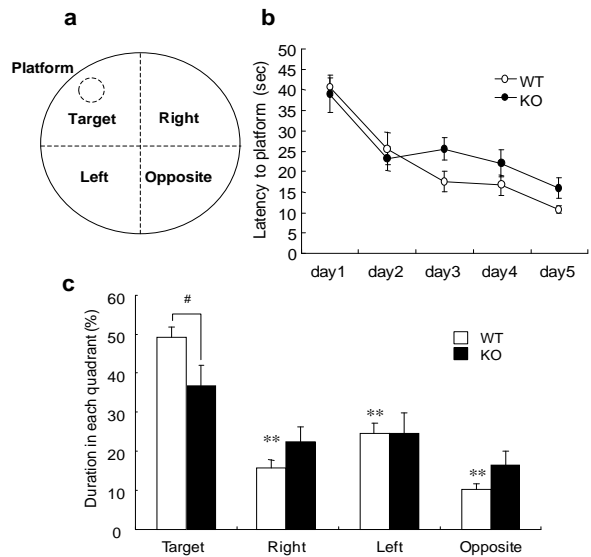 a
Platform
Target
Right
Left
Opposite
b
Latency to platform (sec)
50
45
40
35
30
25
20
15
10
5
0
WT
KO
day1 day2 day3 day4 day5
c
Duration in each quadrant (%)
60
50
40
30
20
10
0
#
**
**
**
WT
KO
Target Right Left Opposite